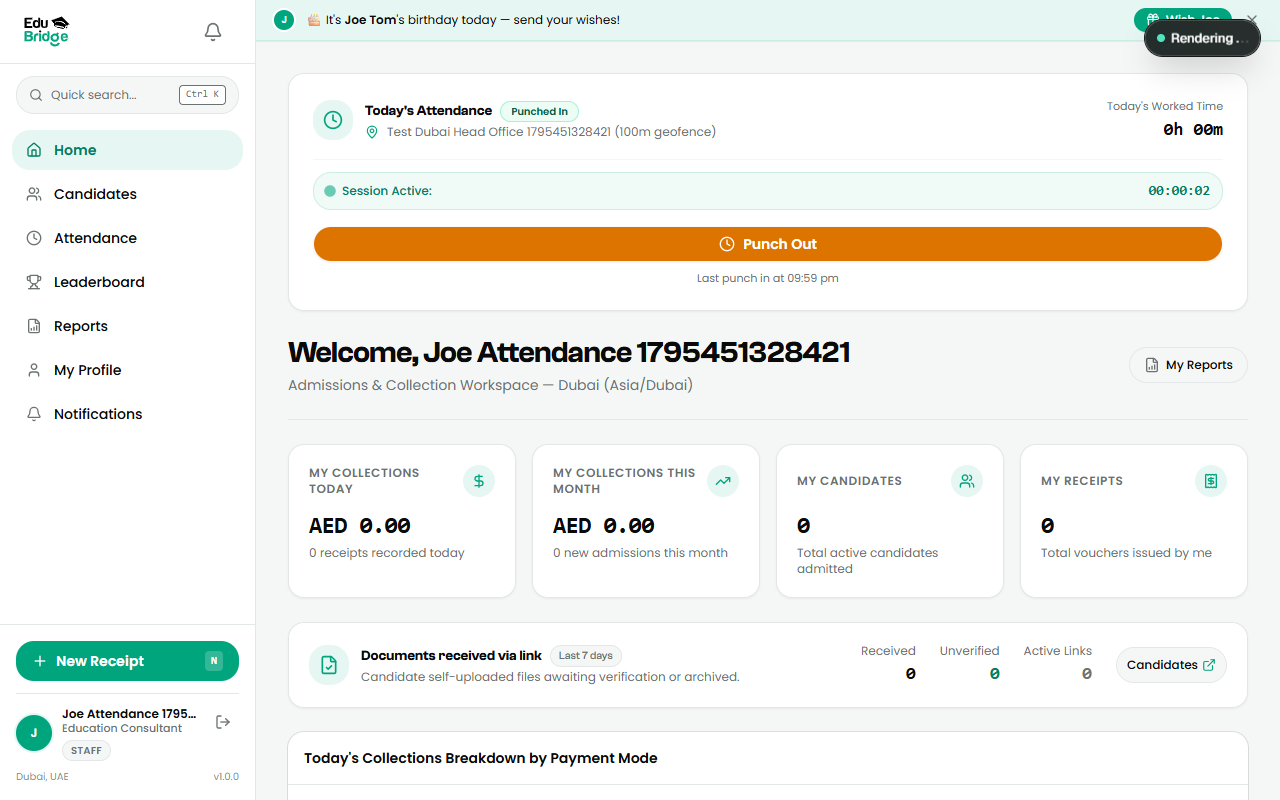 Edu
Bridge
Quick search...
Ctrl K
Home
Candidates
Attendance
Leaderboard
Reports
My Profile
Notifications
New Receipt
N
J
Joe Attendance 1795...
Education Consultant
STAFF
Dubai, UAE
v1.0.0
J
It's Joe Tom's birthday today — send your wishes!
Rendering...
Today's Attendance
Punched In
Test Dubai Head Office 1795451328421 (100m geofence)
Today's Worked Time
0h 00m
Session Active:
00:00:02
Punch Out
Last punch in at 09:59 pm
Welcome, Joe Attendance 1795451328421
Admissions & Collection Workspace — Dubai (Asia/Dubai)
My Reports
MY COLLECTIONS
TODAY
AED 0.00
0 receipts recorded today
MY COLLECTIONS THIS
MONTH
AED 0.00
0 new admissions this month
MY CANDIDATES
0
Total active candidates
admitted
MY RECEIPTS
0
Total vouchers issued by me
Documents received via link
Last 7 days
Candidate self-uploaded files awaiting verification or archived.
Received
0
Unverified
0
Active Links
0
Candidates
Today's Collections Breakdown by Payment Mode